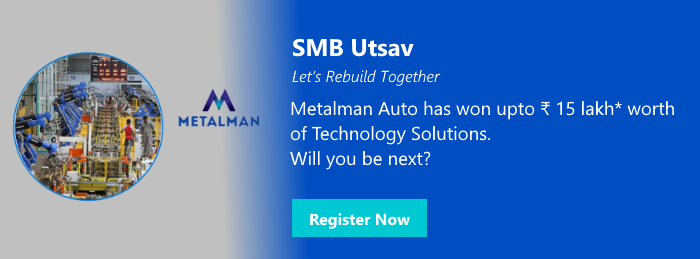 SMB Utsav
Let's Rebuild Together
METALMAN
Metalman Auto has won upto ₹ 15 lakh* worth
of Technology Solutions.
Will you be next?
Register Now